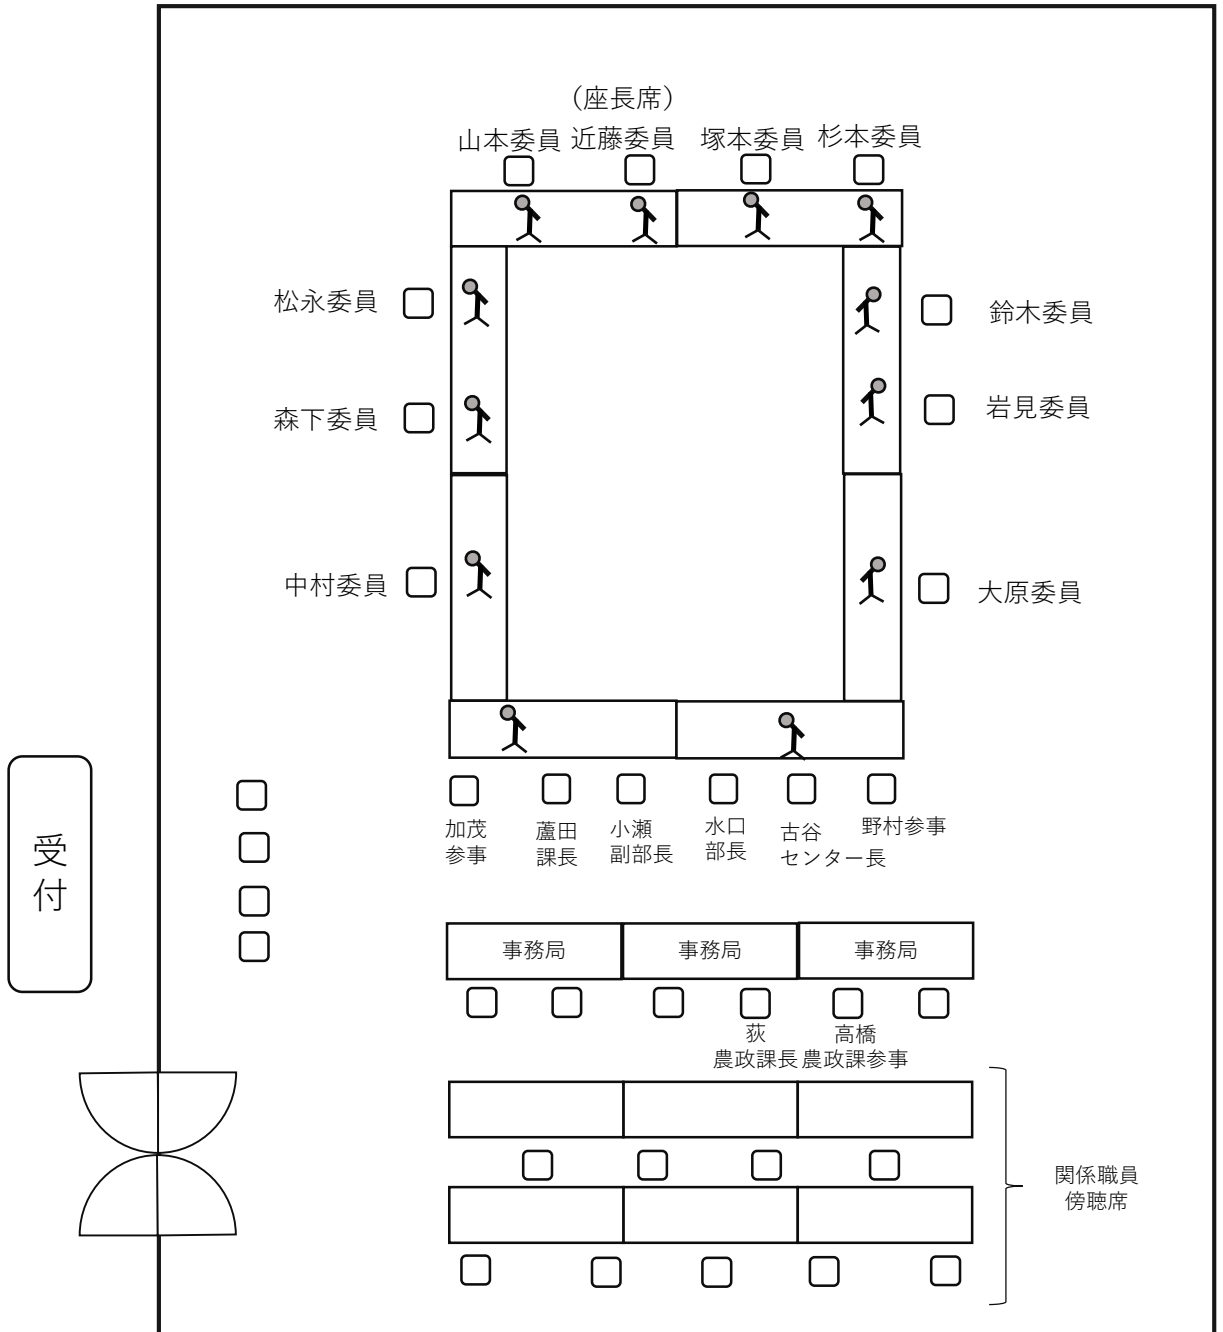 （座長席）
山本委員 近藤委員 塚本委員 杉本委員
松永委員
鈴木委員
森下委員
岩見委員
中村委員
大原委員
加茂
参事
蘆田
課長
小瀬
副部長
水口
部長
古谷
センター長
野村参事
受
付
事務局 事務局 事務局
荻
農政課長
高橋
農政課参事
関係職員
傍聴席